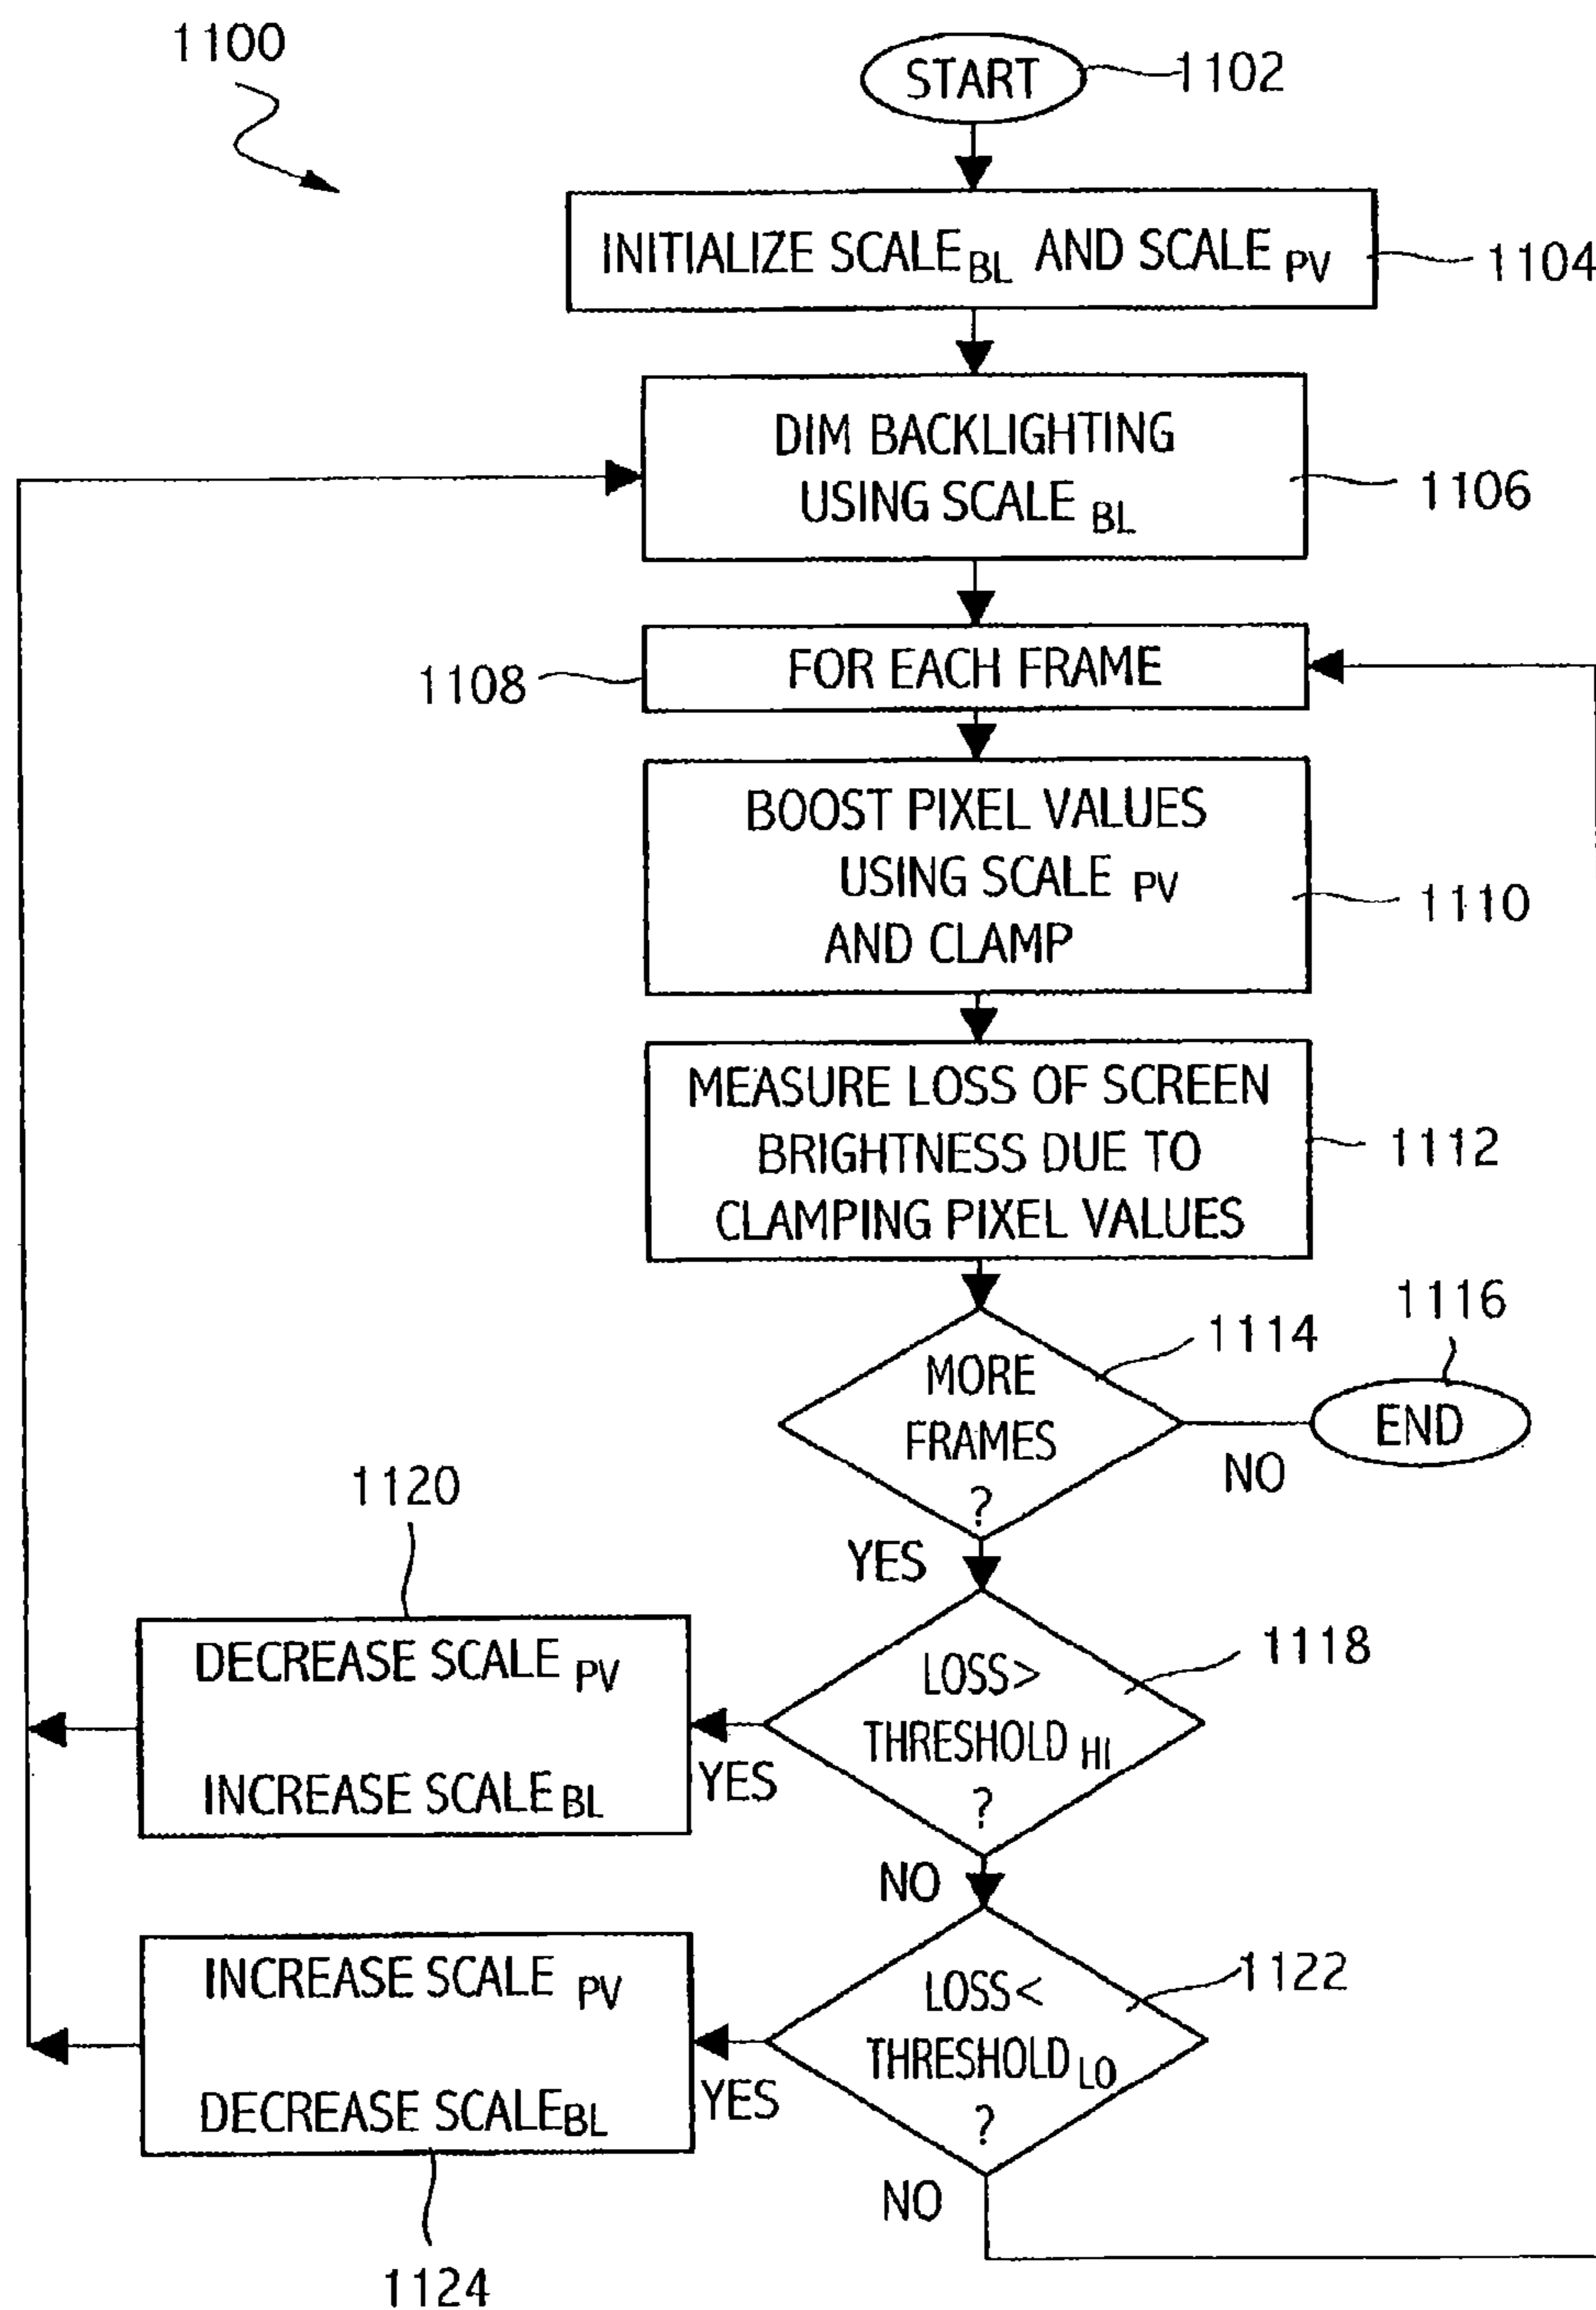 1100
START
1102
INITIALIZE SCALE BL AND SCALE PV
1104
DIM BACKLIGHTING
USING SCALE BL
1106
FOR EACH FRAME
1108
BOOST PIXEL VALUES
USING SCALE PV
AND CLAMP
1110
MEASURE LOSS OF SCREEN
BRIGHTNESS DUE TO
CLAMPING PIXEL VALUES
1112
MORE
FRAMES
?
1114
1116
END
NO
YES
1120
DECREASE SCALE PV
INCREASE SCALE BL
LOSS>
THRESHOLD HI
?
1118
YES
NO
INCREASE SCALE PV
DECREASE SCALE BL
LOSS<
THRESHOLD LO
?
1122
YES
NO
1124